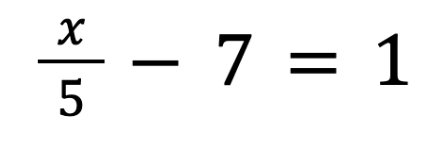 x/5 − 7 = 1